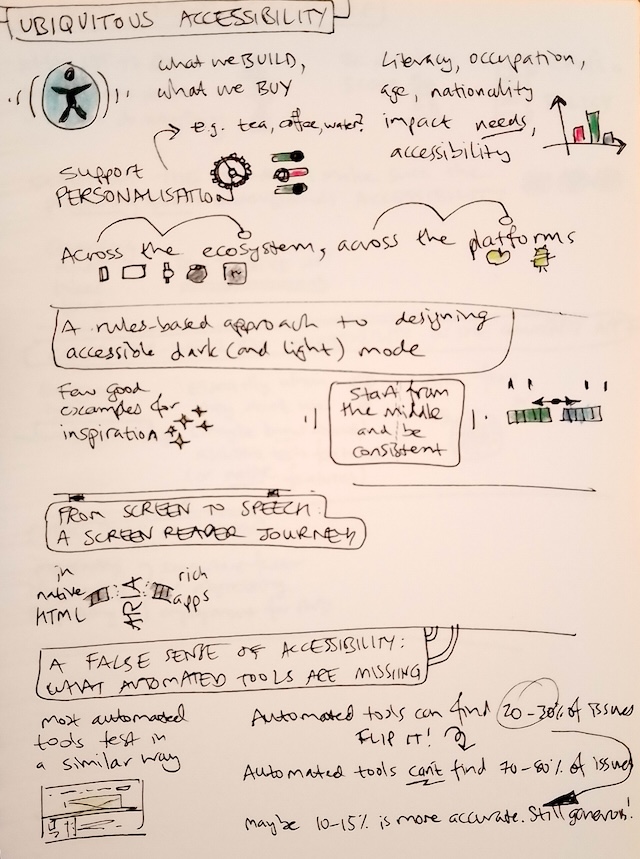 UBIQUITOUS ACCESSIBILITY
what we BUILD,
what we BUY
e.g. tea, coffee, water?
Literacy, occupation,
age, nationality
impact needs,
accessibility
Support
PERSONALISATION
Across the ecosystem, across the platforms
A rules-based approach to designing
accessible dark (and light) mode
Few good
examples for
inspiration
Start from
the middle
and be
consistent
FROM SCREEN TO SPEECH:
A SCREEN READER JOURNEY
in
native
HTML
ARIA
rich
apps
A FALSE SENSE OF ACCESSIBILITY:
WHAT AUTOMATED TOOLS ARE MISSIING
most automated
tools test in
a similar way
Automated tools can find 20-30% of issues
FLIP IT!
Automated tools can't find 70-80% of issues
maybe 10-15% is more accurate. Still generous!